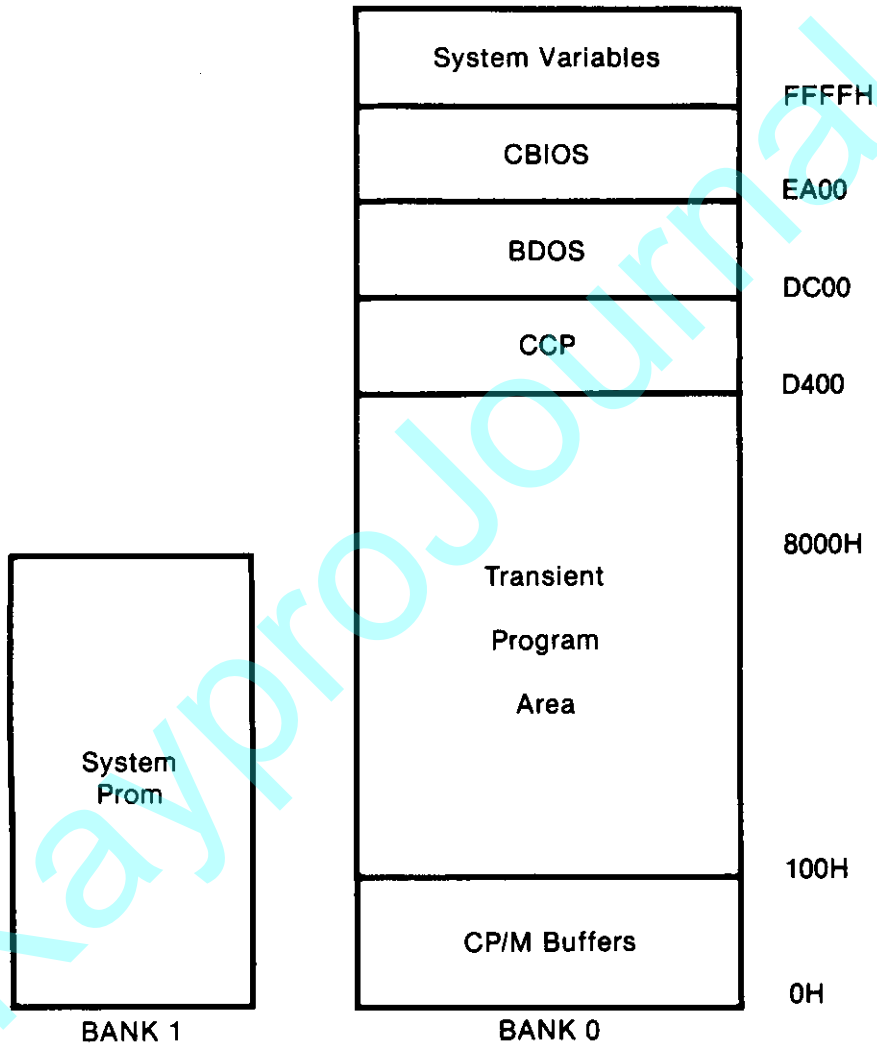 System Variables
FFFFH
CBIOS
EA00
BDOS
DC00
CCP
D400
8000H
Transient
Program
Area
System
Prom
100H
CP/M Buffers
0H
BANK 1
BANK 0
KayproJournal